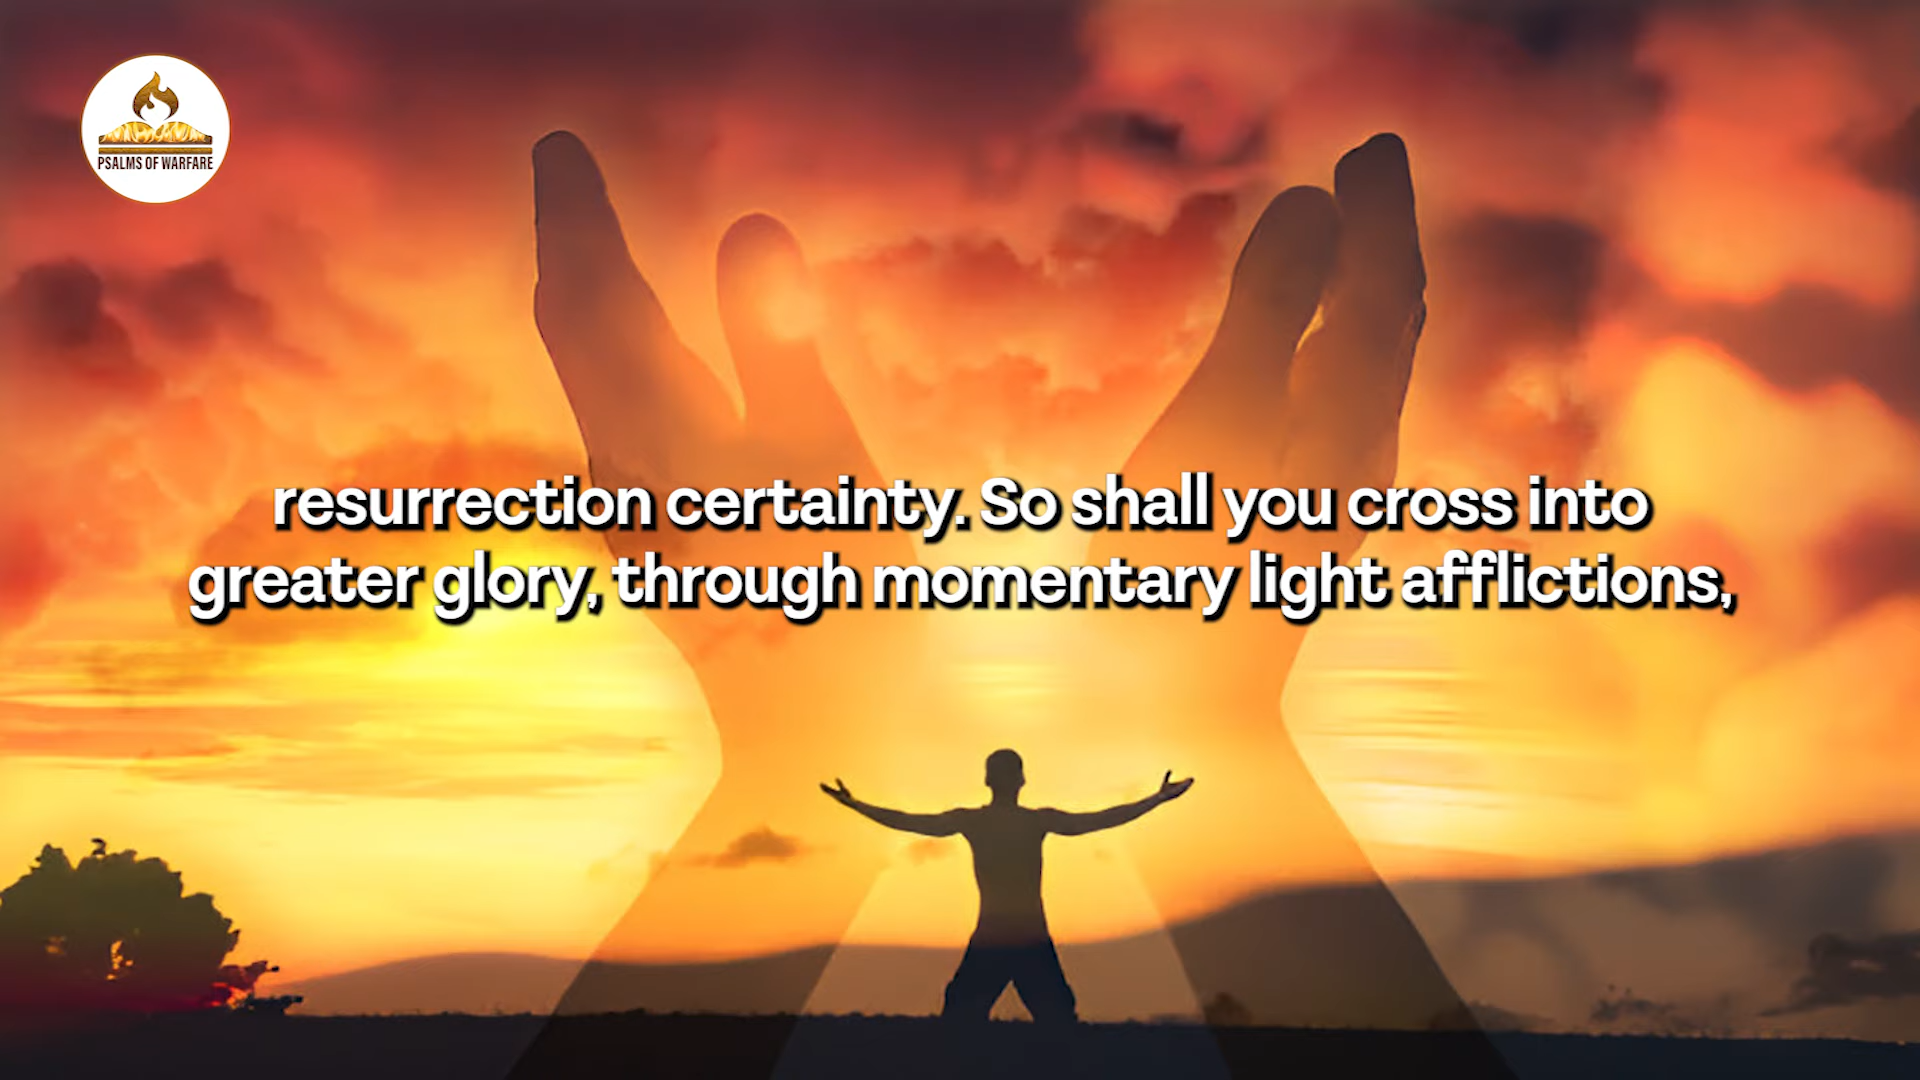 PSALMS OF WARFARE
resurrection certainty. So shall you cross into
greater glory, through momentary light afflictions,